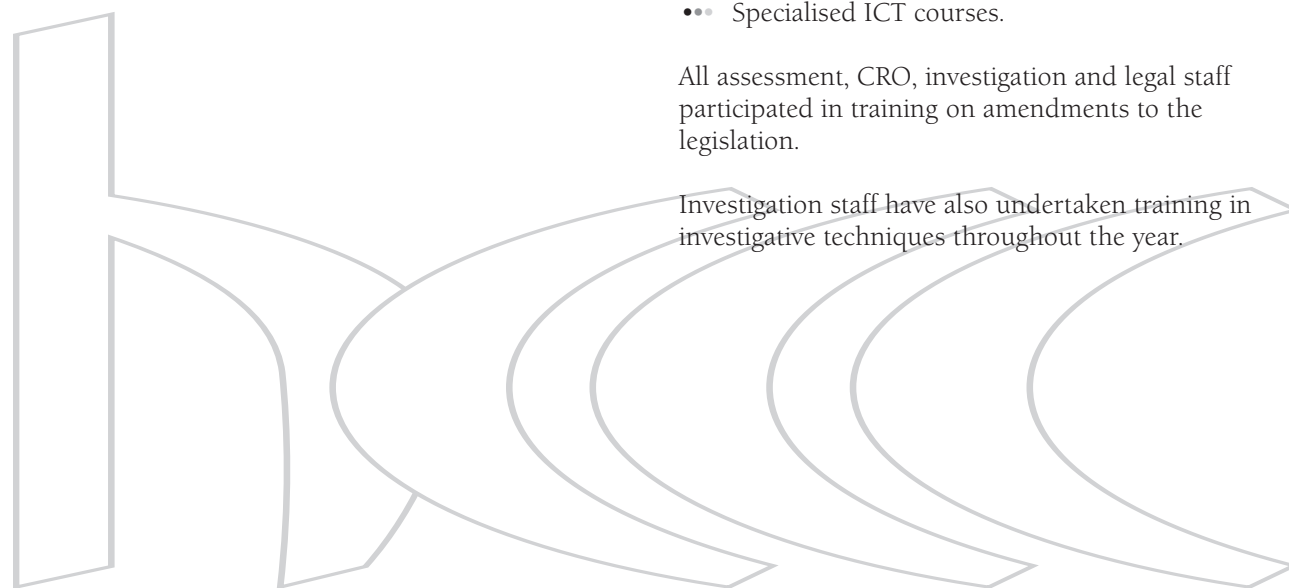 ••• Specialised ICT courses.
All assessment, CRO, investigation and legal staff
participated in training on amendments to the
legislation.
Investigation staff have also undertaken training in
investigative techniques throughout the year.
hccc